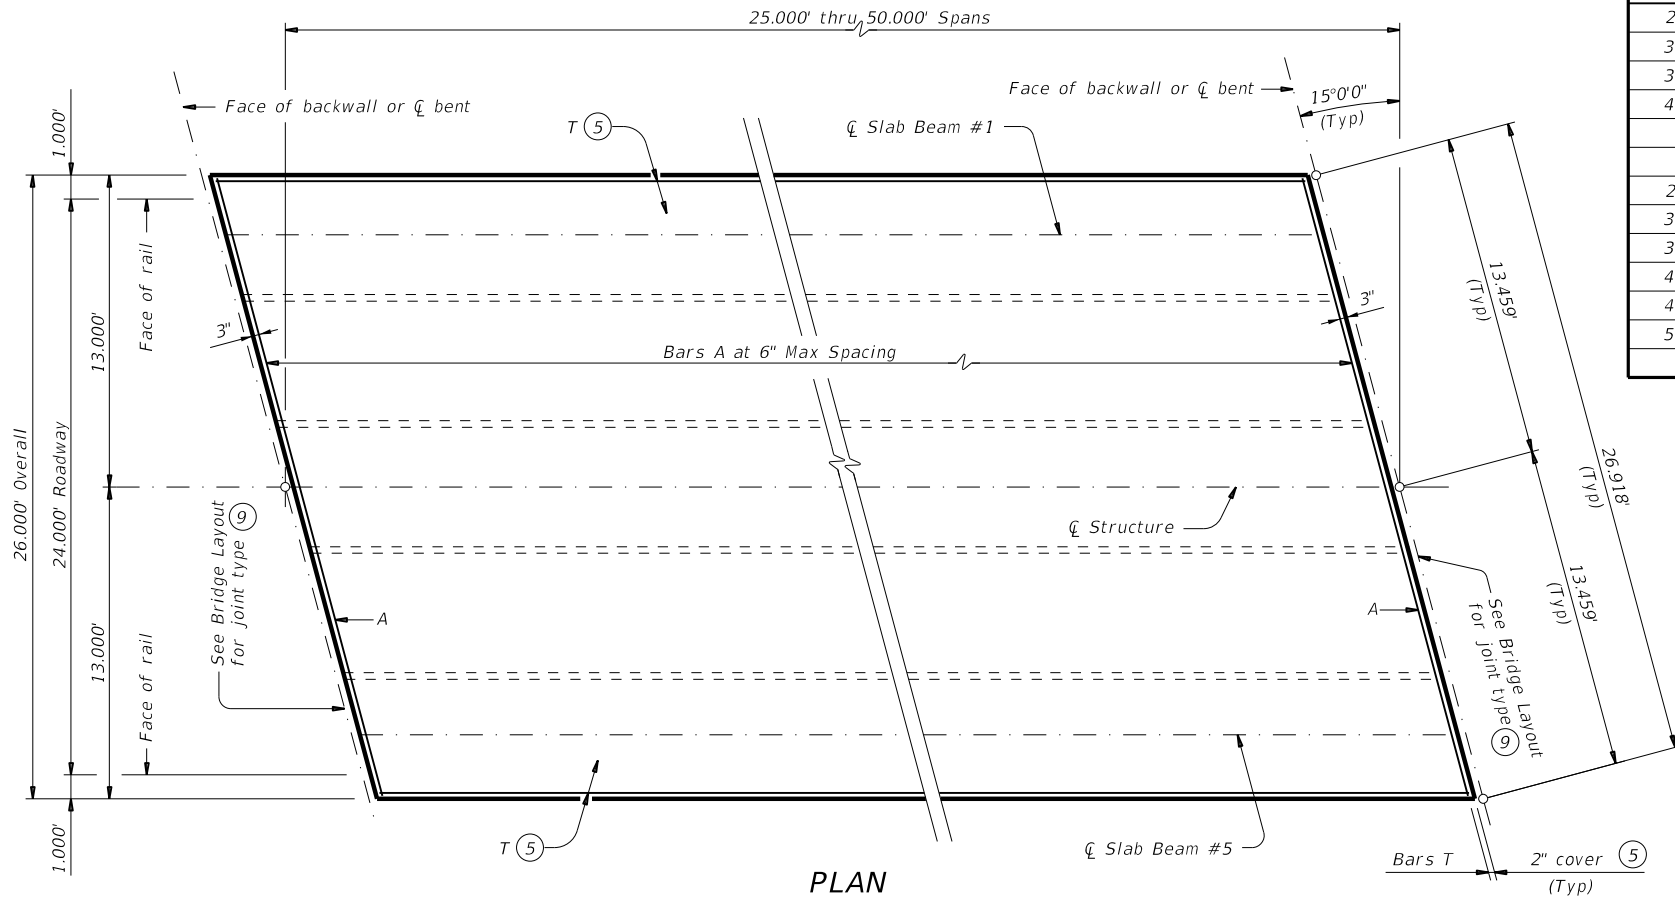 25.000' thru 50.000' Spans
Face of backwall or ℄ bent
Face of backwall or ℄ bent
15°0'0"
(Typ)
T 5
℄ Slab Beam #1
1.000'
Face of rail
13.000'
3"
3"
13.459'
(Typ)
Bars A at 6" Max Spacing
26.000' Overall
24.000' Roadway
26.918'
(Typ)
See Bridge Layout
for joint type 9
℄ Structure
13.000'
Face of rail
A
A
13.459'
(Typ)
See Bridge Layout
for joint type 9
1.000'
T 5
℄ Slab Beam #5
Bars T
2" cover 5
(Typ)
PLAN
2
3
3
4
2
3
3
4
4
5